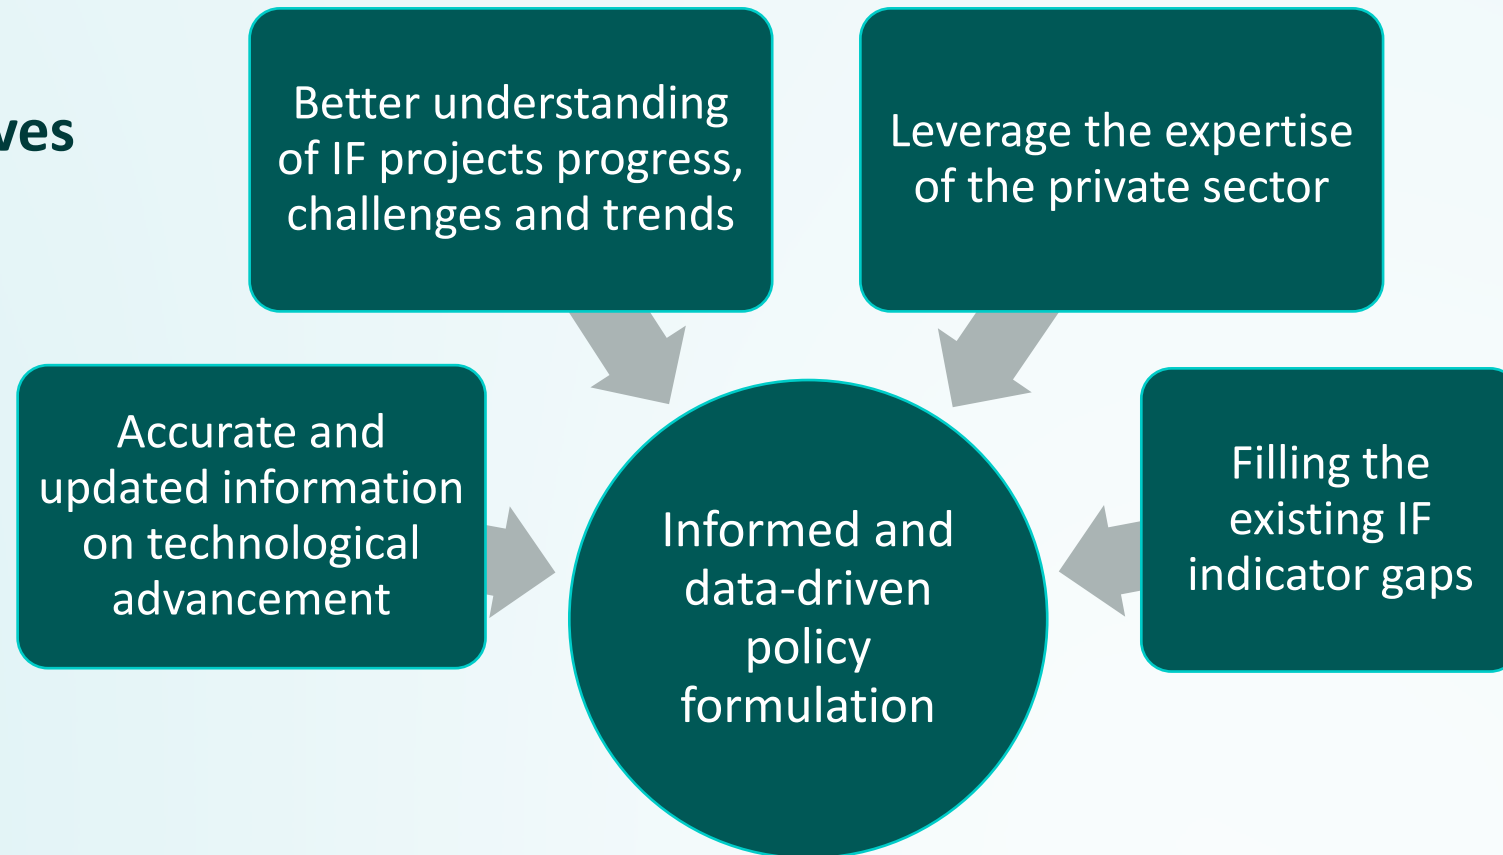 ves
Better understanding
of IF projects progress,
challenges and trends
Leverage the expertise
of the private sector
Accurate and
updated information
on technological
advancement
Informed and
data-driven
policy
formulation
Filling the
existing IF
indicator gaps